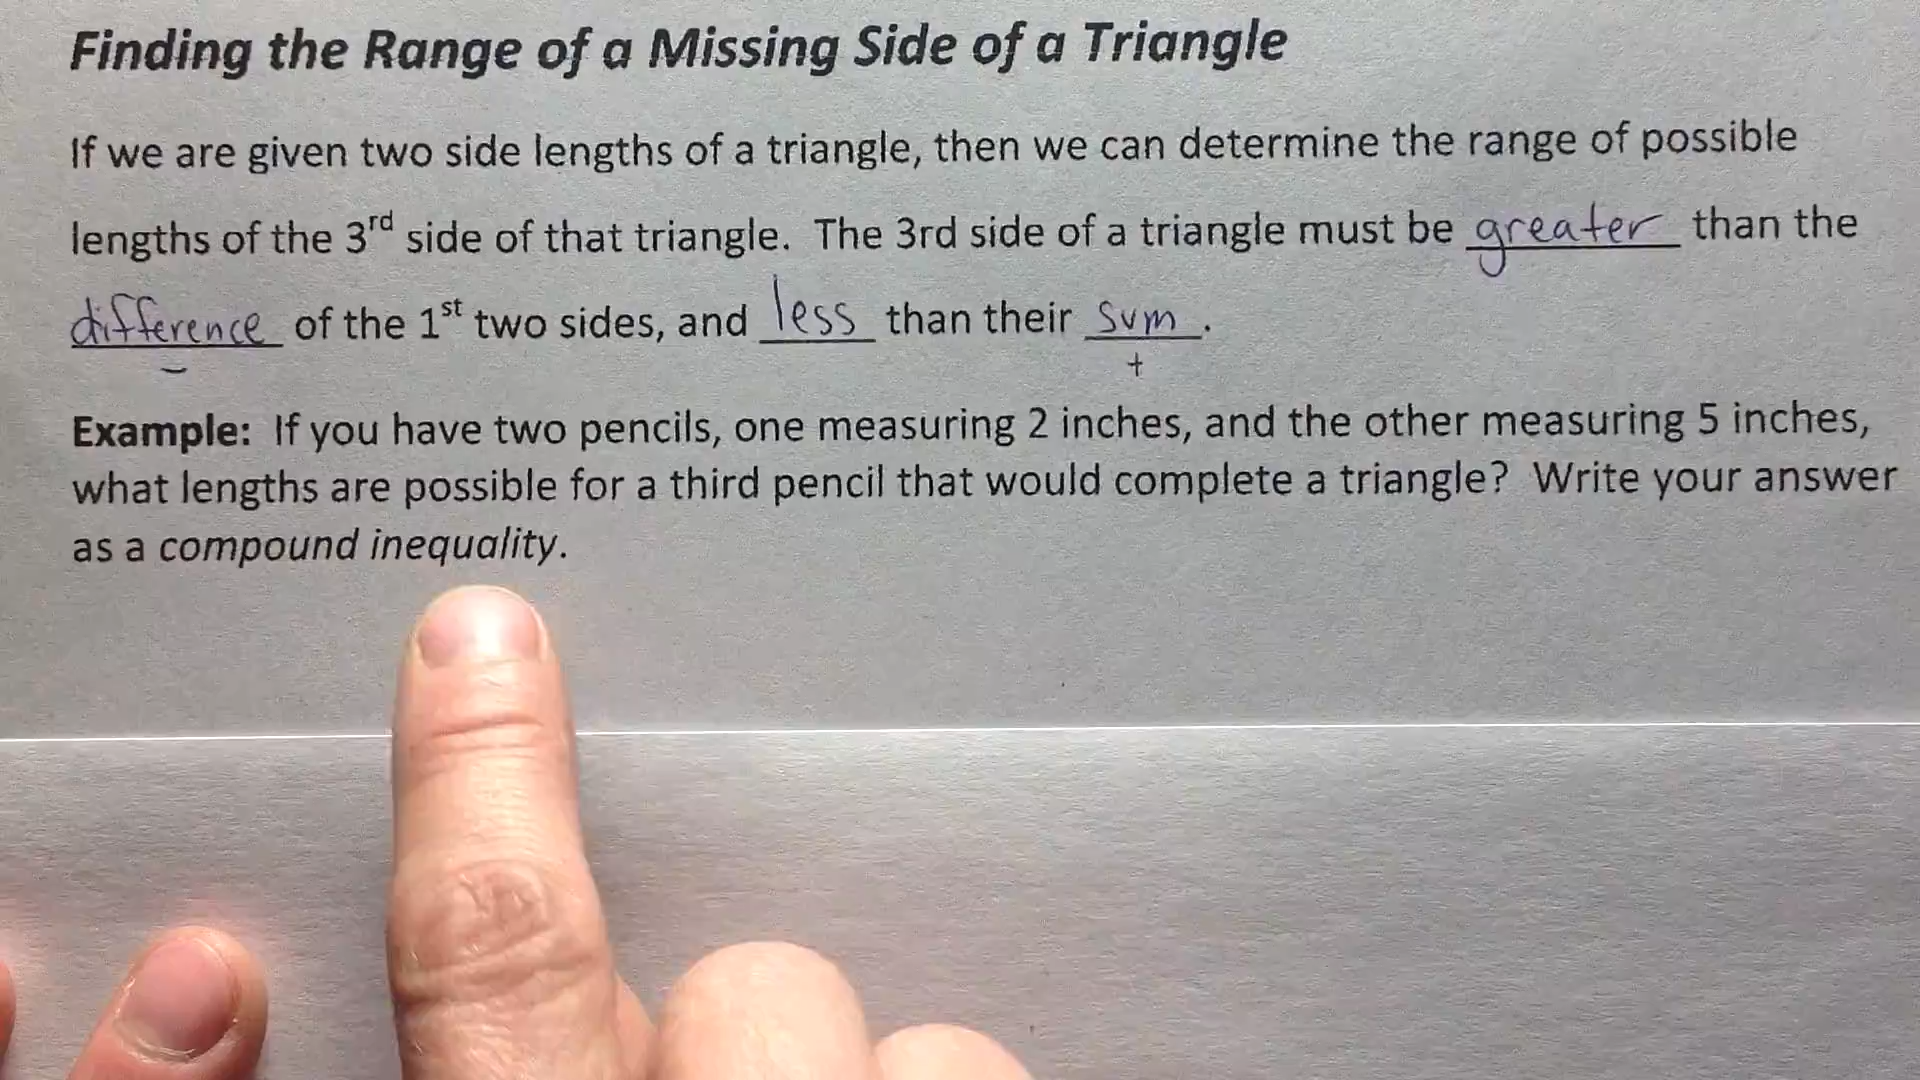 Finding the Range of a Missing Side of a Triangle
If we are given two side lengths of a triangle, then we can determine the range of possible
lengths of the 3rd side of that triangle. The 3rd side of a triangle must be greater than the
difference of the 1st two sides, and less than their sum.
− +
Example: If you have two pencils, one measuring 2 inches, and the other measuring 5 inches,
what lengths are possible for a third pencil that would complete a triangle? Write your answer
as a compound inequality.